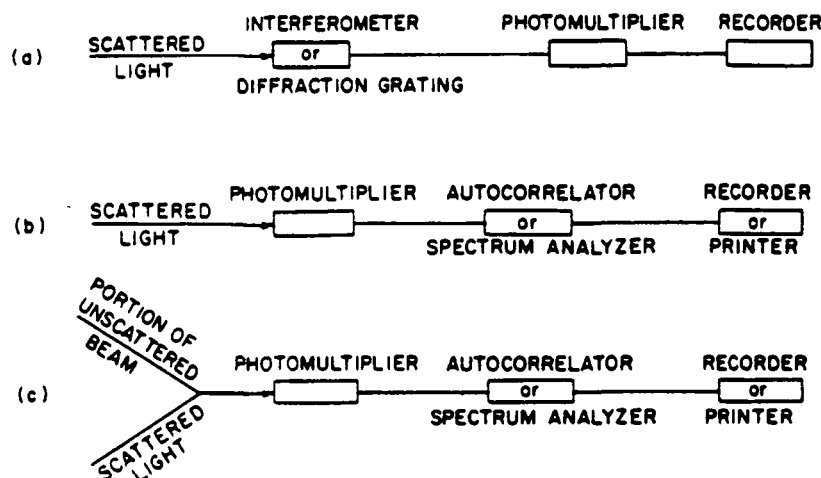 (a)
SCATTERED
LIGHT
INTERFEROMETER
or
DIFFRACTION GRATING
PHOTOMULTIPLIER
RECORDER
(b)
SCATTERED
LIGHT
PHOTOMULTIPLIER
AUTOCORRELATOR
or
SPECTRUM ANALYZER
RECORDER
or
PRINTER
(c)
PORTION OF
UNSCATTERED
BEAM
SCATTERED
LIGHT
PHOTOMULTIPLIER
AUTOCORRELATOR
or
SPECTRUM ANALYZER
RECORDER
or
PRINTER